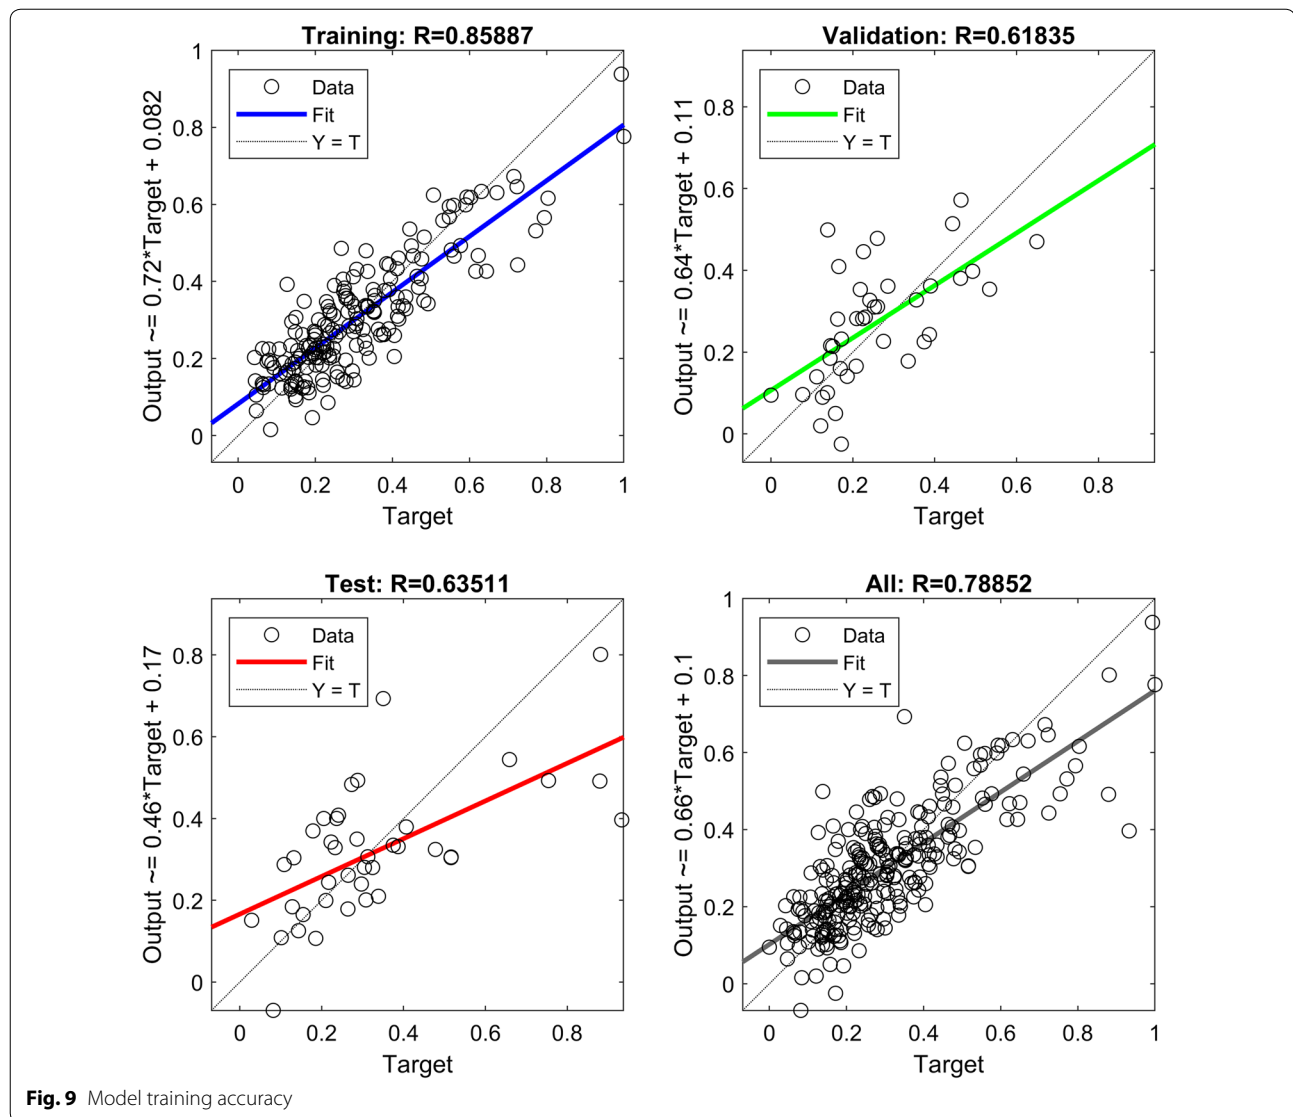 Training: R=0.85887
Output ~= 0.72*Target + 0.082
1
0.8
0.6
0.4
0.2
0
Data
Fit
Y = T
0 0.2 0.4 0.6 0.8 1
Target
Validation: R=0.61835
Output ~= 0.64*Target + 0.11
0.8
0.6
0.4
0.2
0
Data
Fit
Y = T
0 0.2 0.4 0.6 0.8
Target
Test: R=0.63511
Output ~= 0.46*Target + 0.17
0.8
0.6
0.4
0.2
0
Data
Fit
Y = T
0 0.2 0.4 0.6 0.8
Target
All: R=0.78852
Output ~= 0.66*Target + 0.1
1
0.8
0.6
0.4
0.2
0
Data
Fit
Y = T
0 0.2 0.4 0.6 0.8 1
Target
Fig. 9 Model training accuracy